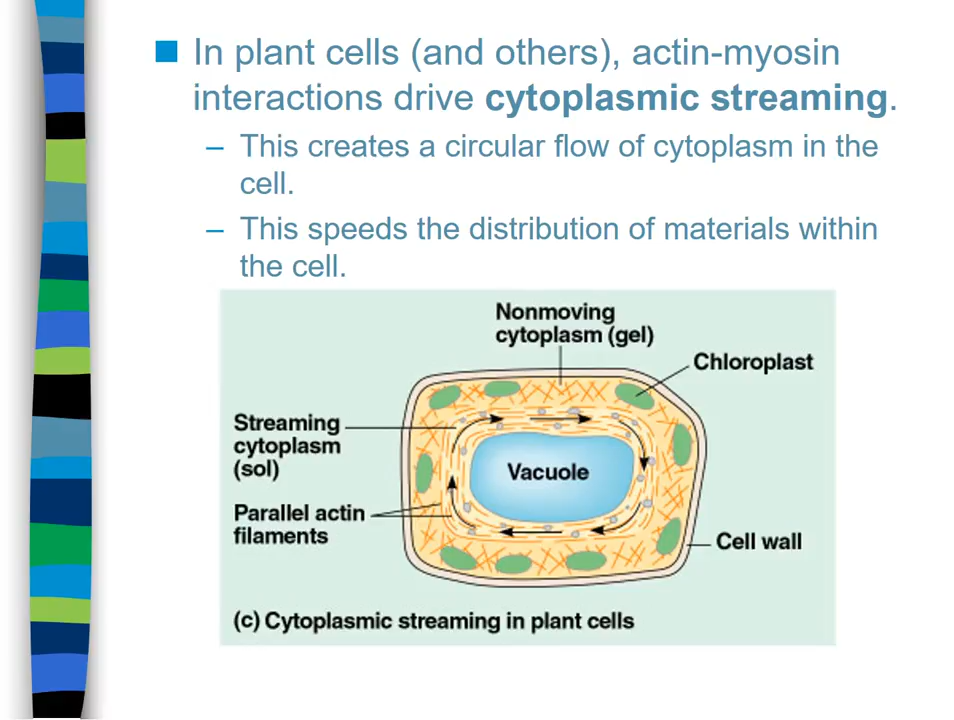 In plant cells (and others), actin-myosin
interactions drive cytoplasmic streaming.
– This creates a circular flow of cytoplasm in the
cell.
– This speeds the distribution of materials within
the cell.
Nonmoving
cytoplasm (gel)
Chloroplast
Streaming
cytoplasm
(sol)
Vacuole
Parallel actin
filaments
Cell wall
(c) Cytoplasmic streaming in plant cells